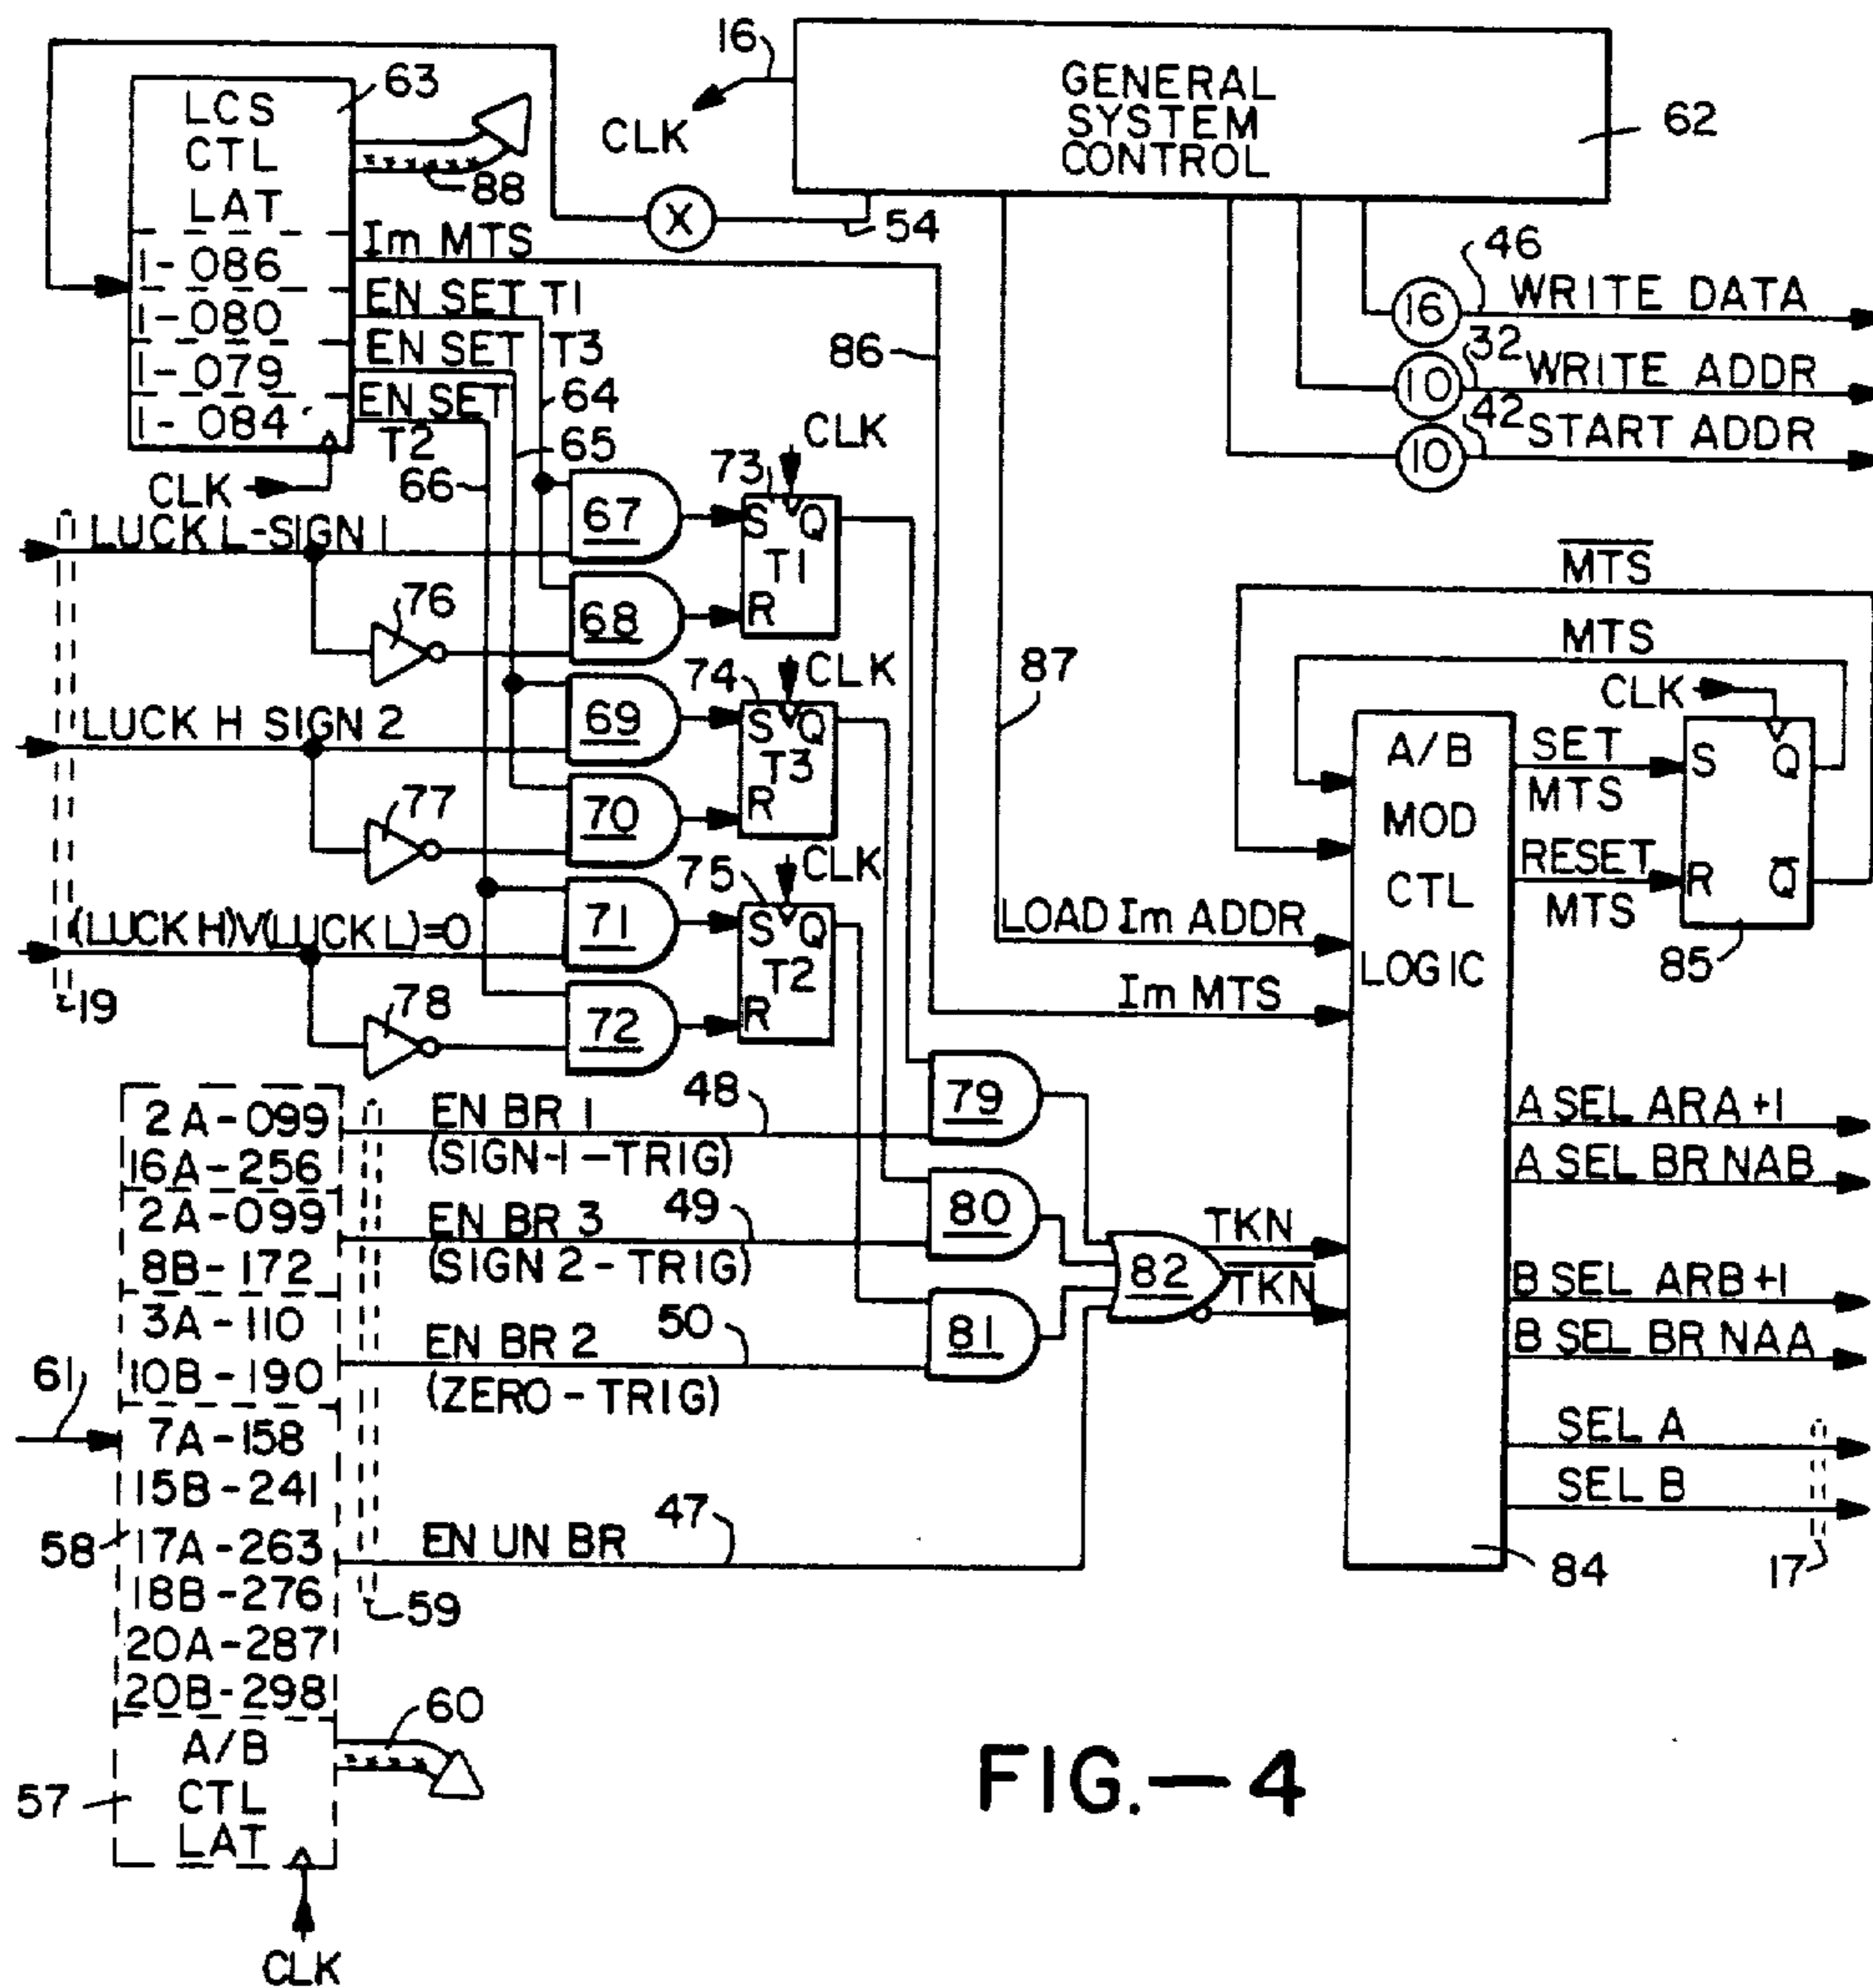 16
GENERAL
SYSTEM
CONTROL
62
CLK
63
LCS
CTL
LAT
88
X
54
Im MTS
1-086
1-080
1-079
1-084
EN SET T1
EN SET T3
EN SET
T2
64
65
66
86
87
46
16 WRITE DATA
32
10 WRITE ADDR
42
10 START ADDR
CLK
CLK
LUCK L-SIGN 1
67
73
S Q
T1
R
76
68
CLK
LUCK H SIGN 2
69
74
S Q
T3
R
77
70
CLK
(LUCK H)V(LUCK L)=0
71
75
S Q
T2
R
19
78
72
MTS
MTS
CLK
A/B
MOD
CTL
LOGIC
SET
MTS
RESET
MTS
S Q
R Q
85
LOAD Im ADDR
Im MTS
2A-099
16A-256
2A-099
8B-172
3A-110
10B-190
7A-158
15B-241
17A-263
18B-276
20A-287
20B-298
A/B
CTL
LAT
61
58
57
CLK
EN BR 1
(SIGN-1-TRIG)
48
79
EN BR 3
(SIGN 2-TRIG)
49
80
EN BR 2
(ZERO-TRIG)
50
81
EN UN BR
47
59
60
82
TKN
TKN
A SEL ARA+1
A SEL BR NAB
B SEL ARB+1
B SEL BR NAA
SEL A
SEL B
84
17
FIG.-4